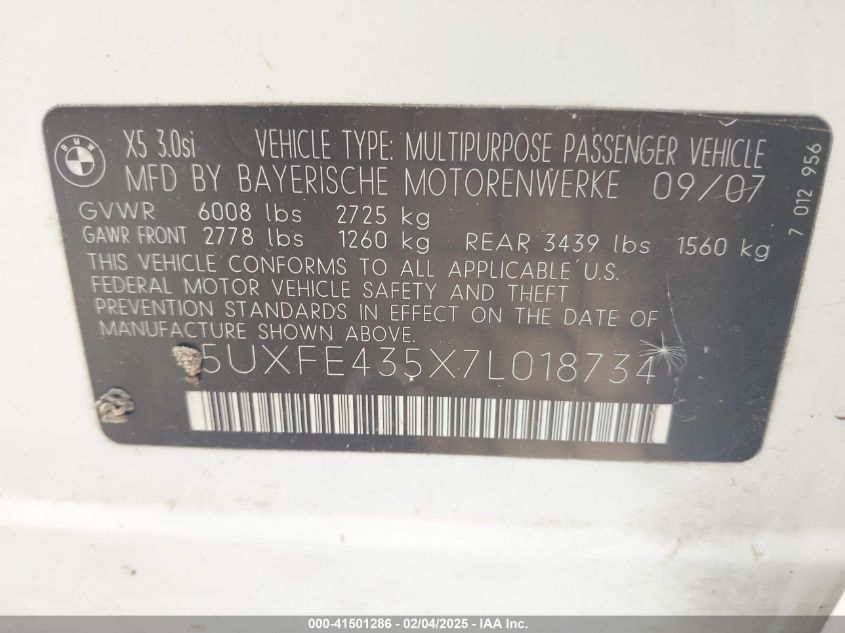 BMW
X5 3.0si VEHICLE TYPE: MULTIPURPOSE PASSENGER VEHICLE
MFD BY BAYERISCHE MOTORENWERKE 09/07
GVWR 6008 lbs 2725 kg
GAWR FRONT 2778 lbs 1260 kg REAR 3439 lbs 1560 kg
THIS VEHICLE CONFORMS TO ALL APPLICABLE U.S.
FEDERAL MOTOR VEHICLE SAFETY AND THEFT
PREVENTION STANDARDS IN EFFECT ON THE DATE OF
MANUFACTURE SHOWN ABOVE.
5UXFE435X7L018734
7 012 956
000-41501286 - 02/04/2025 - IAA Inc.